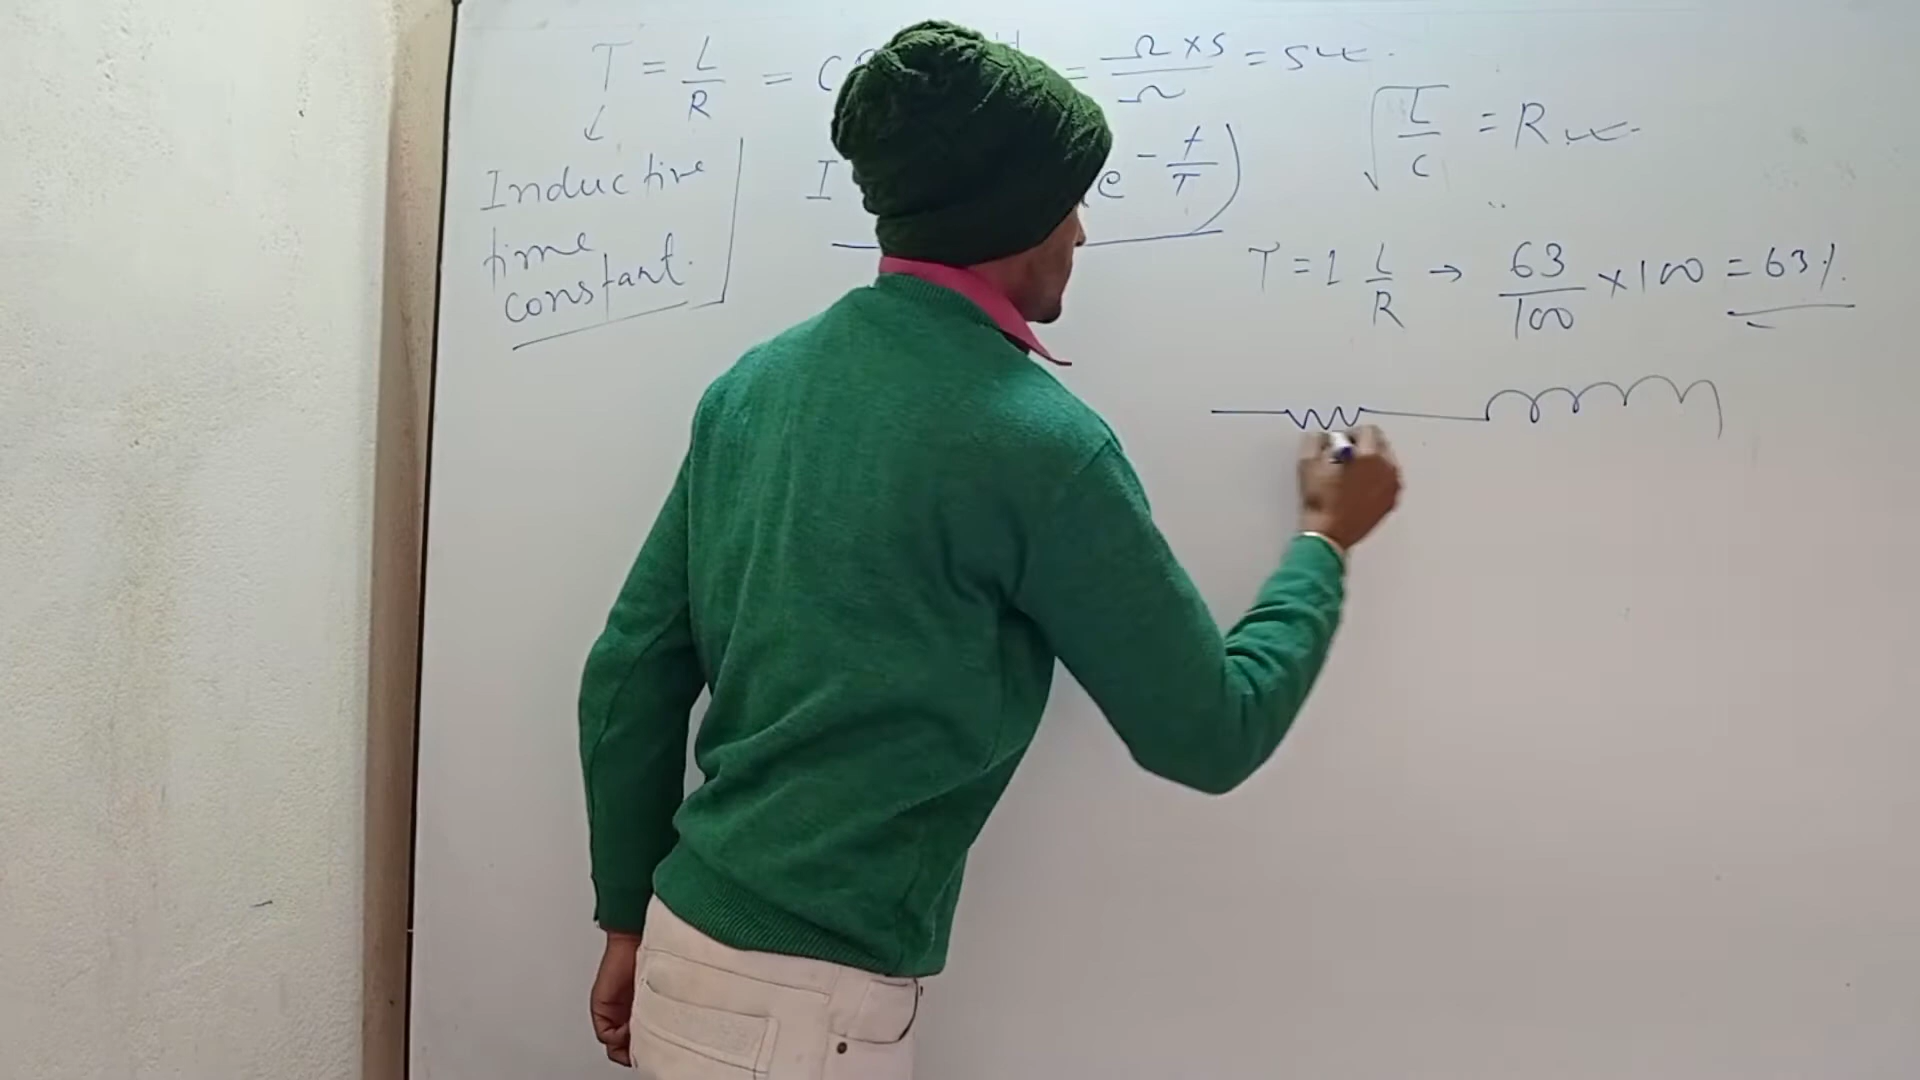 T = L/R = = Ω × s / Ω = sec.
√L/C = R
Inductive
time
constant.
I e^-t/T)
T = 1 L/R → 63/100 × 100 = 63%